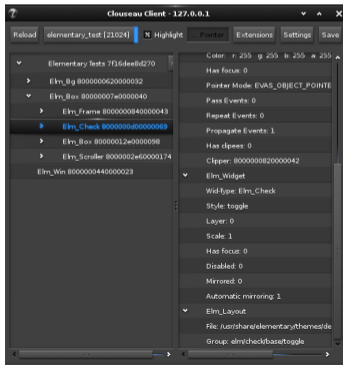 Clouseau Client - 127.0.0.1
Reload
elementary_test [21024]
Highlight
Pointer
Extensions
Settings
Save
Elementary Tests 7f16dee8d270
Elm_Bg 8000000620000032
Elm_Box 80000007e0000040
Elm_Frame 8000000840000043
Elm_Check 8000000d00000069
Elm_Box 80000012e0000098
Elm_Scroller 8000002e60000174
Elm_Win 8000000440000023
Color: r: 255 g: 255 b: 255 a: 255
Has focus: 0
Pointer Mode: EVAS_OBJECT_POINTE
Pass Events: 0
Repeat Events: 0
Propagate Events: 1
Has clipees: 0
Clipper: 8000000820000042
Elm_Widget
Wid-Type: Elm_Check
Style: toggle
Layer: 0
Scale: 1
Has focus: 0
Disabled: 0
Mirrored: 0
Automatic mirroring: 1
Elm_Layout
File: /usr/share/elementary/themes/de
Group: elm/check/base/toggle